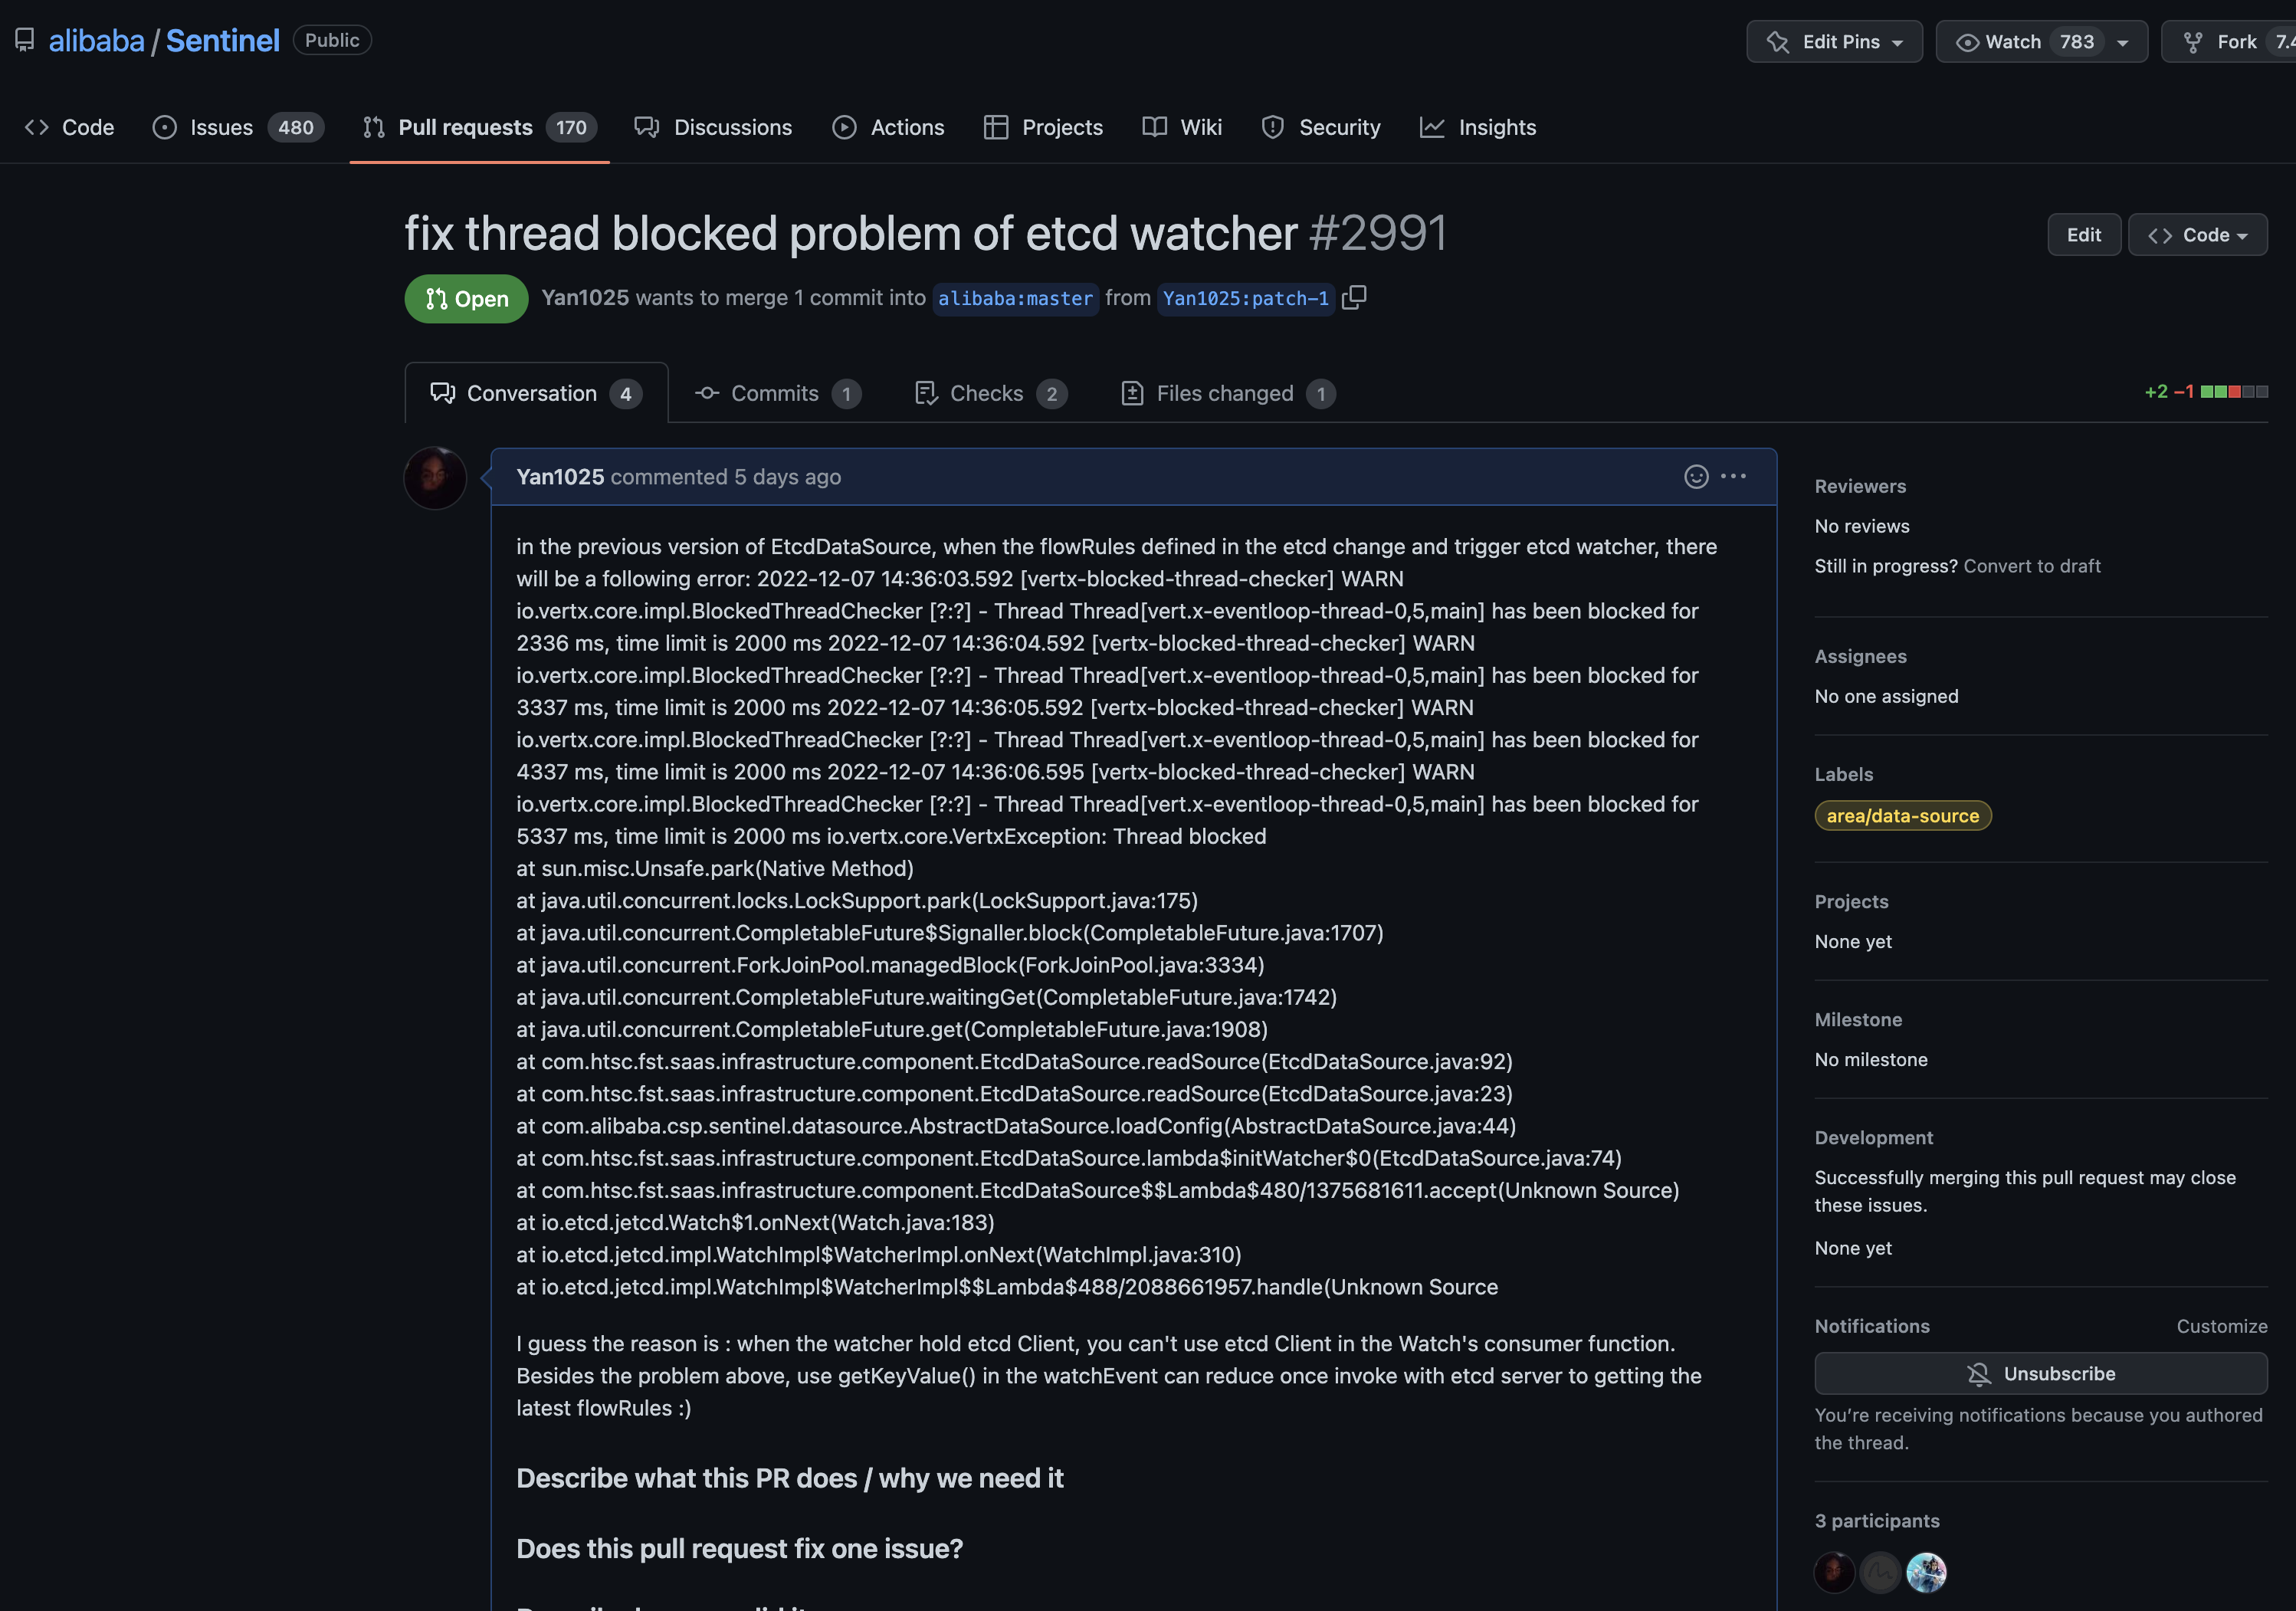 alibaba / Sentinel Public
Edit Pins
Watch 783
Fork
Code
Issues 480
Pull requests 170
Discussions
Actions
Projects
Wiki
Security
Insights
fix thread blocked problem of etcd watcher #2991
Edit
Code
Open
Yan1025 wants to merge 1 commit into alibaba:master from Yan1025:patch-1
Conversation 4
Commits 1
Checks 2
Files changed 1
+2 −1
Yan1025 commented 5 days ago
in the previous version of EtcdDataSource, when the flowRules defined in the etcd change and trigger etcd watcher, there
will be a following error: 2022-12-07 14:36:03.592 [vertx-blocked-thread-checker] WARN
io.vertx.core.impl.BlockedThreadChecker [?:?] - Thread Thread[vert.x-eventloop-thread-0,5,main] has been blocked for
2336 ms, time limit is 2000 ms 2022-12-07 14:36:04.592 [vertx-blocked-thread-checker] WARN
io.vertx.core.impl.BlockedThreadChecker [?:?] - Thread Thread[vert.x-eventloop-thread-0,5,main] has been blocked for
3337 ms, time limit is 2000 ms 2022-12-07 14:36:05.592 [vertx-blocked-thread-checker] WARN
io.vertx.core.impl.BlockedThreadChecker [?:?] - Thread Thread[vert.x-eventloop-thread-0,5,main] has been blocked for
4337 ms, time limit is 2000 ms 2022-12-07 14:36:06.595 [vertx-blocked-thread-checker] WARN
io.vertx.core.impl.BlockedThreadChecker [?:?] - Thread Thread[vert.x-eventloop-thread-0,5,main] has been blocked for
5337 ms, time limit is 2000 ms io.vertx.core.VertxException: Thread blocked
at sun.misc.Unsafe.park(Native Method)
at java.util.concurrent.locks.LockSupport.park(LockSupport.java:175)
at java.util.concurrent.CompletableFuture$Signaller.block(CompletableFuture.java:1707)
at java.util.concurrent.ForkJoinPool.managedBlock(ForkJoinPool.java:3334)
at java.util.concurrent.CompletableFuture.waitingGet(CompletableFuture.java:1742)
at java.util.concurrent.CompletableFuture.get(CompletableFuture.java:1908)
at com.htsc.fst.saas.infrastructure.component.EtcdDataSource.readSource(EtcdDataSource.java:92)
at com.htsc.fst.saas.infrastructure.component.EtcdDataSource.readSource(EtcdDataSource.java:23)
at com.alibaba.csp.sentinel.datasource.AbstractDataSource.loadConfig(AbstractDataSource.java:44)
at com.htsc.fst.saas.infrastructure.component.EtcdDataSource.lambda$initWatcher$0(EtcdDataSource.java:74)
at com.htsc.fst.saas.infrastructure.component.EtcdDataSource$$Lambda$480/1375681611.accept(Unknown Source)
at io.etcd.jetcd.Watch$1.onNext(Watch.java:183)
at io.etcd.jetcd.impl.WatchImpl$WatcherImpl.onNext(WatchImpl.java:310)
at io.etcd.jetcd.impl.WatchImpl$WatcherImpl$$Lambda$488/2088661957.handle(Unknown Source
I guess the reason is : when the watcher hold etcd Client, you can't use etcd Client in the Watch's consumer function.
Besides the problem above, use getKeyValue() in the watchEvent can reduce once invoke with etcd server to getting the
latest flowRules :)
Describe what this PR does / why we need it
Does this pull request fix one issue?
Reviewers
No reviews
Still in progress? Convert to draft
Assignees
No one assigned
Labels
area/data-source
Projects
None yet
Milestone
No milestone
Development
Successfully merging this pull request may close
these issues.
None yet
Notifications
Customize
Unsubscribe
You're receiving notifications because you authored
the thread.
3 participants